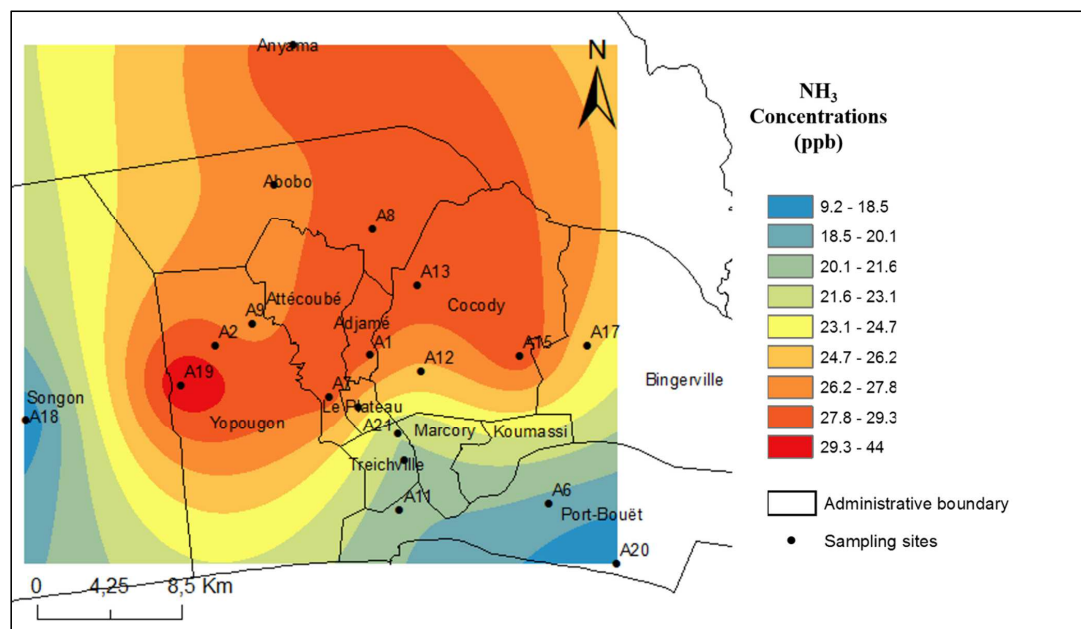 Anyama
N
Abobo
A8
A13
Attécoubé
Cocody
A9
Adjamé
A2
A1
A15
A17
A12
A19
Bingerville
Songon
A7
A18
Yopougon
Le Plateau
A21
Marcory
Koumassi
Treichville
A11
A6
Port-Bouët
A20
0 4,25 8,5 Km
NH3
Concentrations
(ppb)
9.2 - 18.5
18.5 - 20.1
20.1 - 21.6
21.6 - 23.1
23.1 - 24.7
24.7 - 26.2
26.2 - 27.8
27.8 - 29.3
29.3 - 44
Administrative boundary
Sampling sites